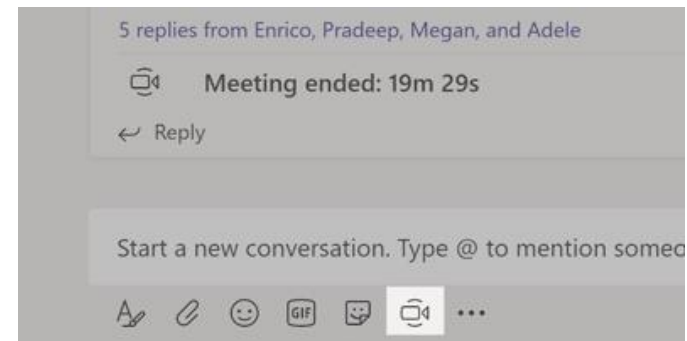 5 replies from Enrico, Pradeep, Megan, and Adele
Meeting ended: 19m 29s
Reply
Start a new conversation. Type @ to mention someo
GIF